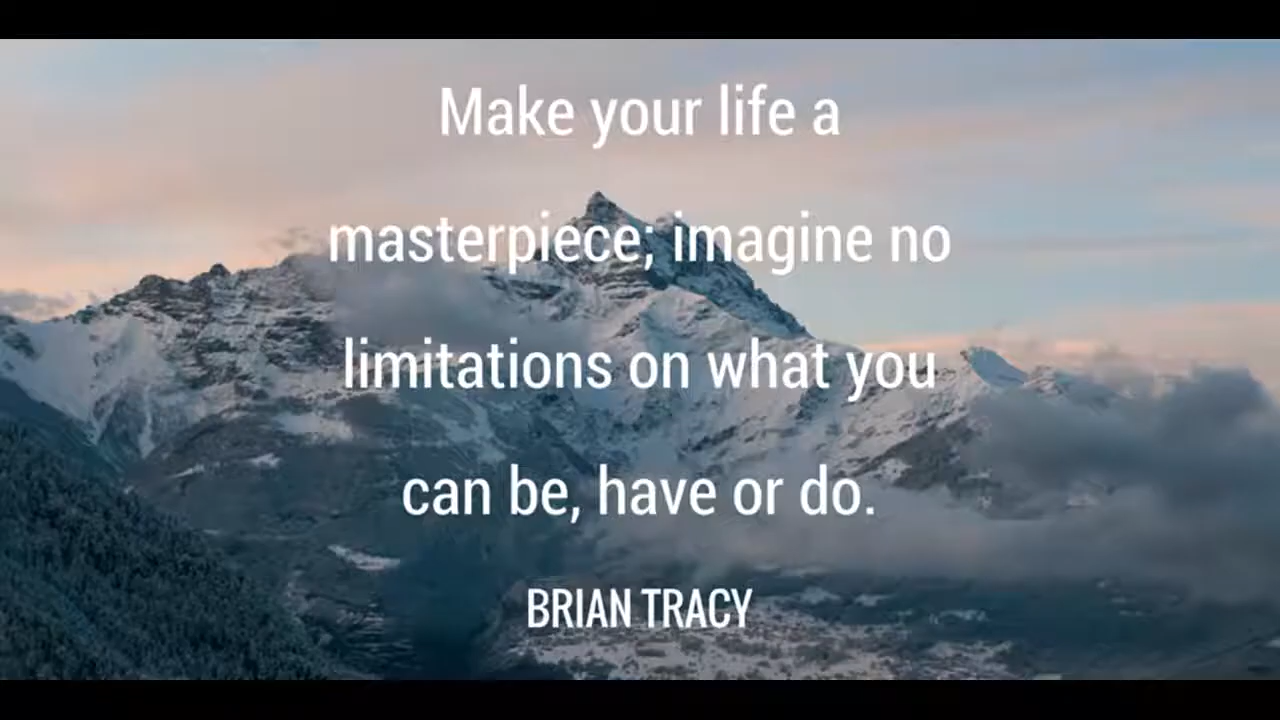 Make your life a
masterpiece; imagine no
limitations on what you
can be, have or do.
BRIAN TRACY